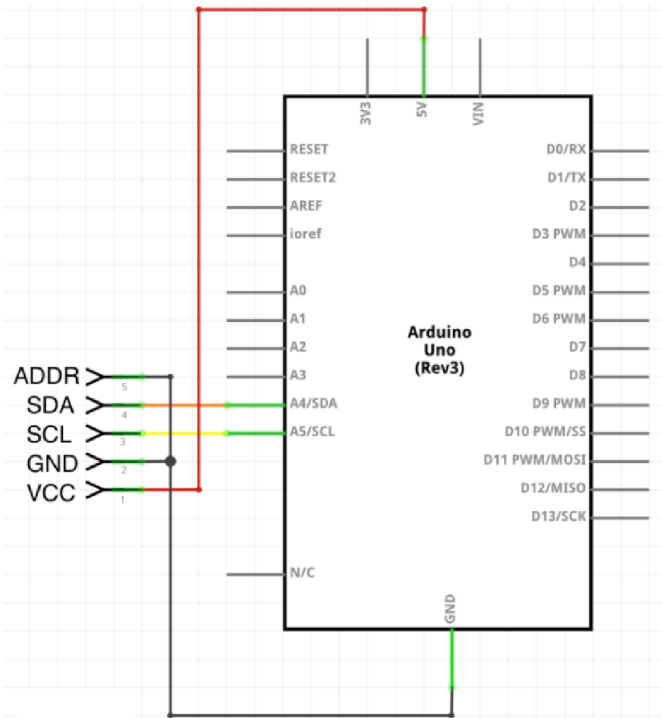 3V3
5V
VIN
RESET
RESET2
AREF
ioref
A0
A1
A2
A3
A4/SDA
A5/SCL
N/C
D0/RX
D1/TX
D2
D3 PWM
D4
D5 PWM
D6 PWM
D7
D8
D9 PWM
D10 PWM/SS
D11 PWM/MOSI
D12/MISO
D13/SCK
Arduino
Uno
(Rev3)
GND
ADDR 5
SDA 4
SCL 3
GND 2
VCC 1